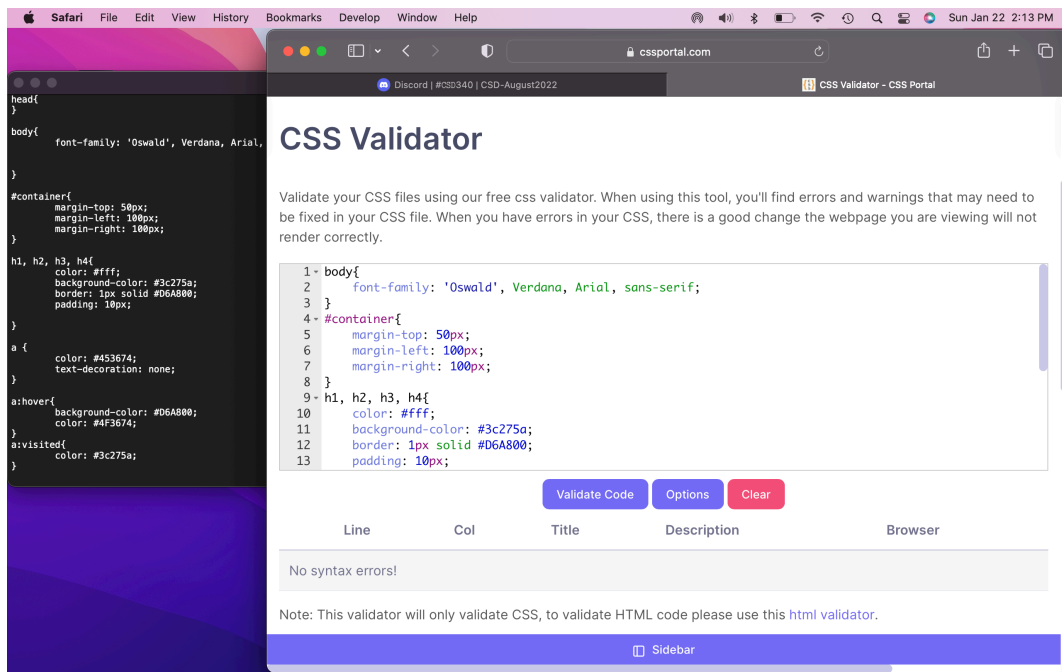 Safari File Edit View History Bookmarks Develop Window Help Sun Jan 22 2:13 PM
cssportal.com
Discord | #CSD340 | CSD-August2022
CSS Validator - CSS Portal
head{
}
body{
font-family: 'Oswald', Verdana, Arial,
}
#container{
margin-top: 50px;
margin-left: 100px;
margin-right: 100px;
}
h1, h2, h3, h4{
color: #fff;
background-color: #3c275a;
border: 1px solid #D6A800;
padding: 10px;
}
a {
color: #453674;
text-decoration: none;
}
a:hover{
background-color: #D6A800;
color: #4F3674;
}
a:visited{
color: #3c275a;
}
CSS Validator
Validate your CSS files using our free css validator. When using this tool, you'll find errors and warnings that may need to
be fixed in your CSS file. When you have errors in your CSS, there is a good change the webpage you are viewing will not
render correctly.
1 body{
2 font-family: 'Oswald', Verdana, Arial, sans-serif;
3 }
4 #container{
5 margin-top: 50px;
6 margin-left: 100px;
7 margin-right: 100px;
8 }
9 h1, h2, h3, h4{
10 color: #fff;
11 background-color: #3c275a;
12 border: 1px solid #D6A800;
13 padding: 10px;
Validate Code Options Clear
Line Col Title Description Browser
No syntax errors!
Note: This validator will only validate CSS, to validate HTML code please use this html validator.
Sidebar